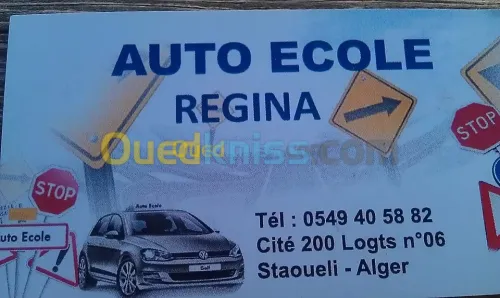 AUTO ECOLE
REGINA
Ouedkniss.com
STOP
STOP
Auto Ecole
Auto Ecole
Golf
Tél : 0549 40 58 82
Cité 200 Logts n°06
Staoueli - Alger